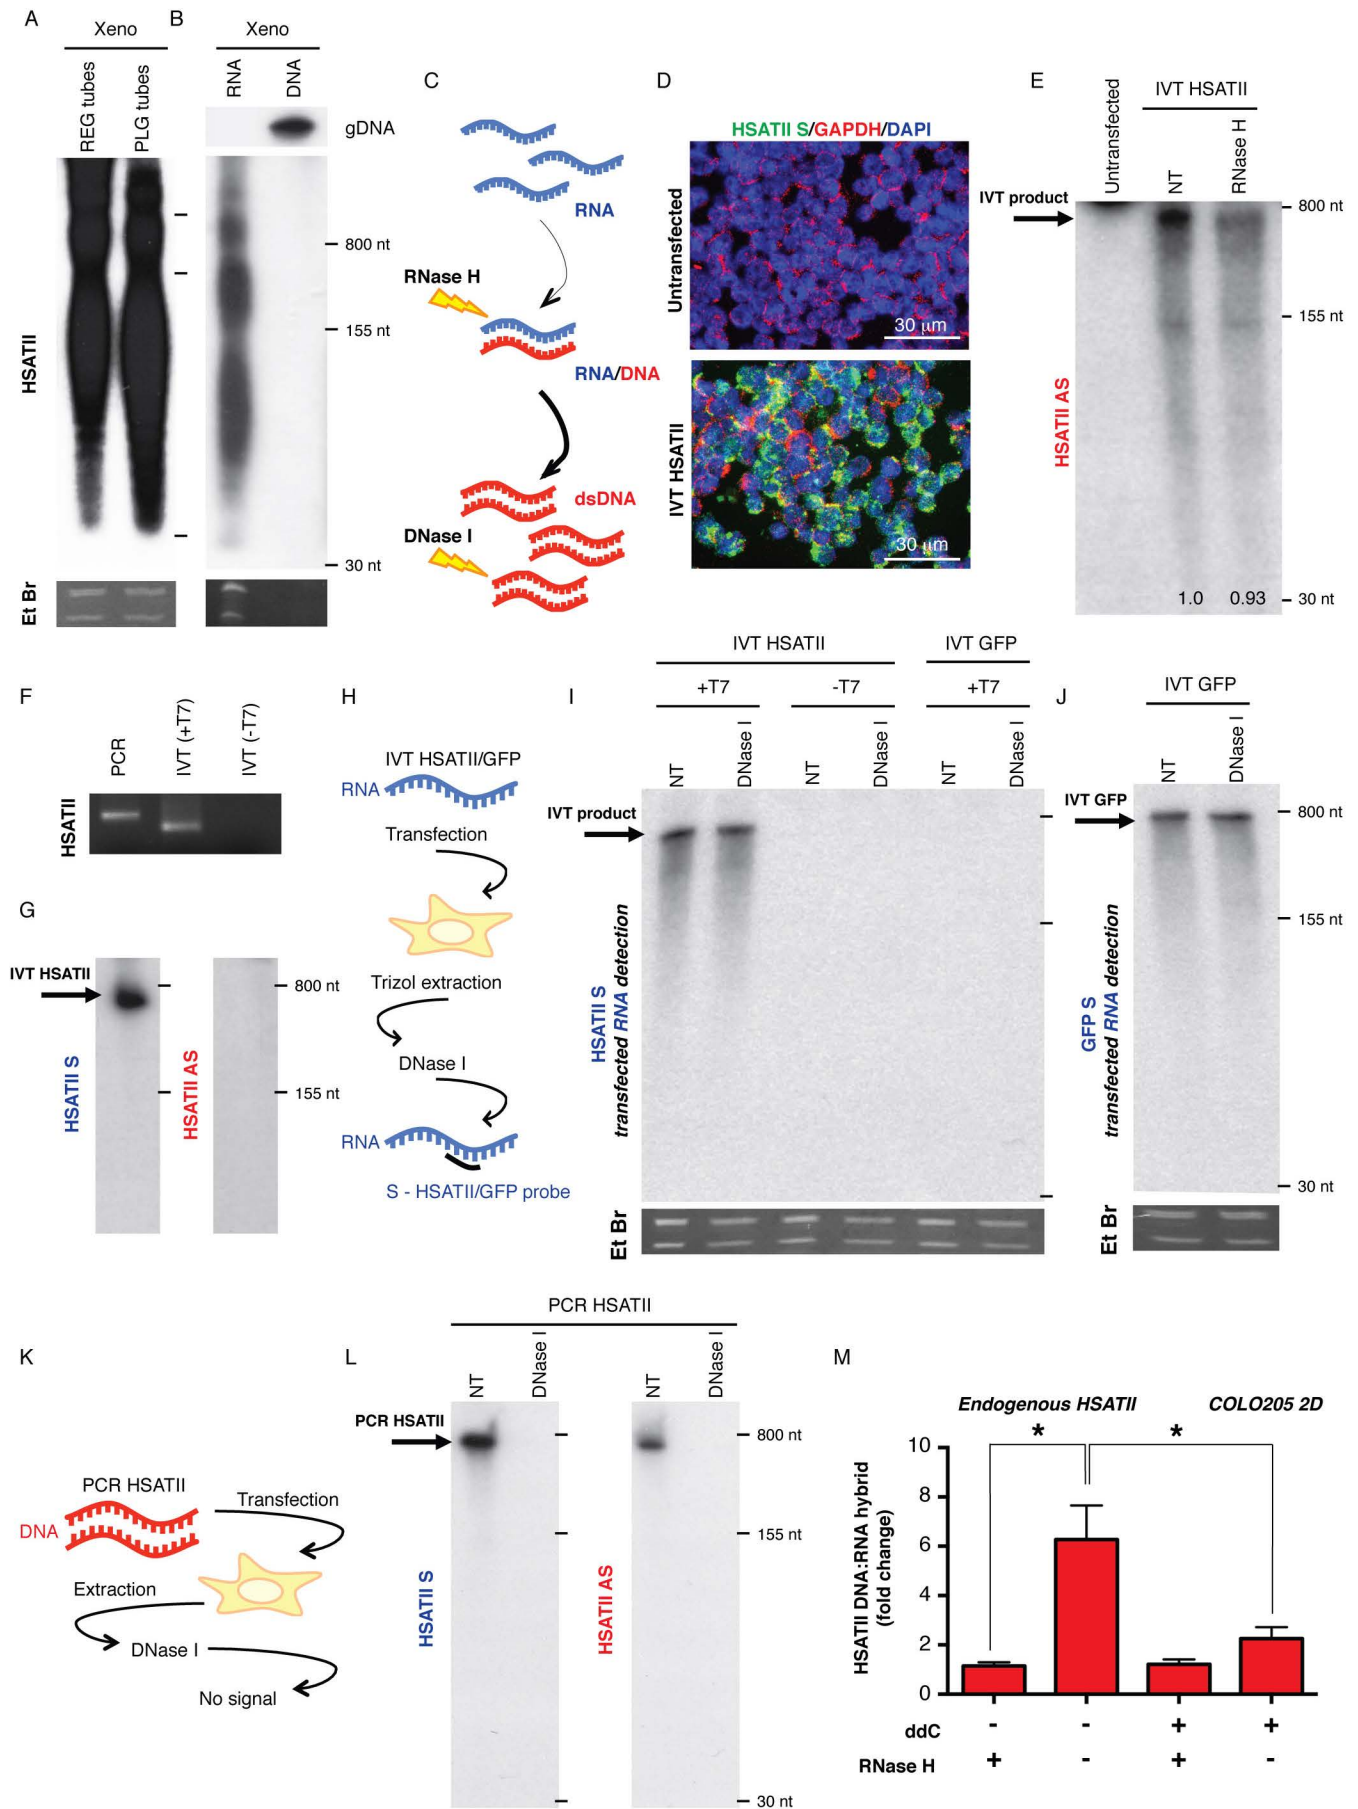 A
Xeno
REG tubes
PLG tubes
HSATII
Et Br
B
Xeno
RNA
DNA
gDNA
800 nt
155 nt
30 nt
C
RNA
RNase H
RNA/DNA
dsDNA
DNase I
D
HSATII S/GAPDH/DAPI
Untransfected
30 µm
IVT HSATII
30 µm
E
Untransfected
IVT HSATII
NT
RNase H
IVT product
800 nt
155 nt
HSATII AS
1.0 0.93
30 nt
F
PCR
IVT (+T7)
IVT (-T7)
HSATII
G
IVT HSATII
HSATII S
HSATII AS
800 nt
155 nt
H
IVT HSATII/GFP
RNA
Transfection
Trizol extraction
DNase I
RNA
S - HSATII/GFP probe
I
IVT HSATII
IVT GFP
+T7
-T7
+T7
NT
DNase I
NT
DNase I
NT
DNase I
IVT product
HSATII S
transfected RNA detection
Et Br
J
IVT GFP
NT
DNase I
IVT GFP
800 nt
155 nt
GFP S
transfected RNA detection
30 nt
Et Br
K
PCR HSATII
DNA
Transfection
Extraction
DNase I
No signal
L
PCR HSATII
NT
DNase I
NT
DNase I
PCR HSATII
HSATII S
HSATII AS
800 nt
155 nt
30 nt
M
Endogenous HSATII
COLO205 2D
*
*
HSATII DNA:RNA hybrid
(fold change)
10
8
6
4
2
0
ddC - - + +
RNase H + - + -